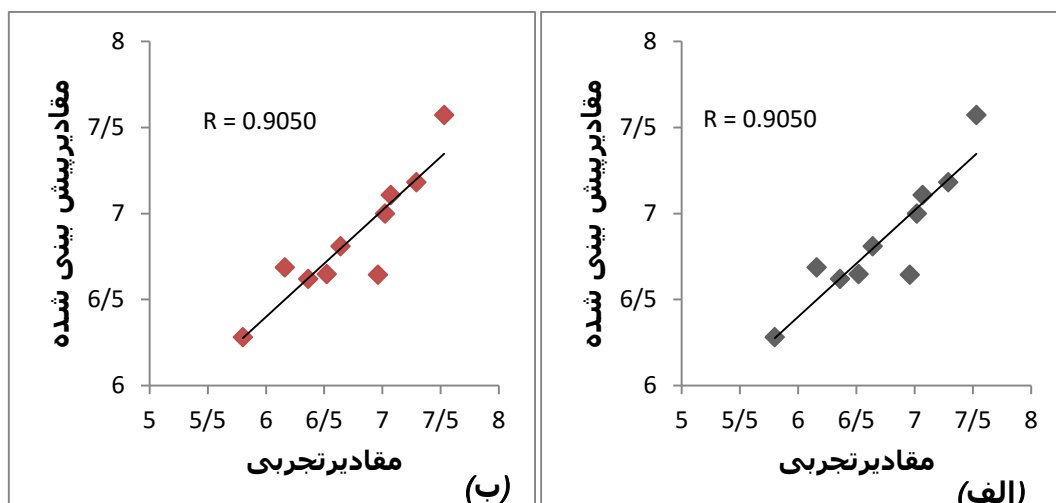 8
7/5
7
6/5
6
5 5/5 6 6/5 7 7/5 8
R = 0.9050
مقادیرپیش بینی شده
مقادیرتجربی
(الف)
8
7/5
7
6/5
6
5 5/5 6 6/5 7 7/5 8
R = 0.9050
مقادیرپیش بینی شده
مقادیرتجربی
(ب)